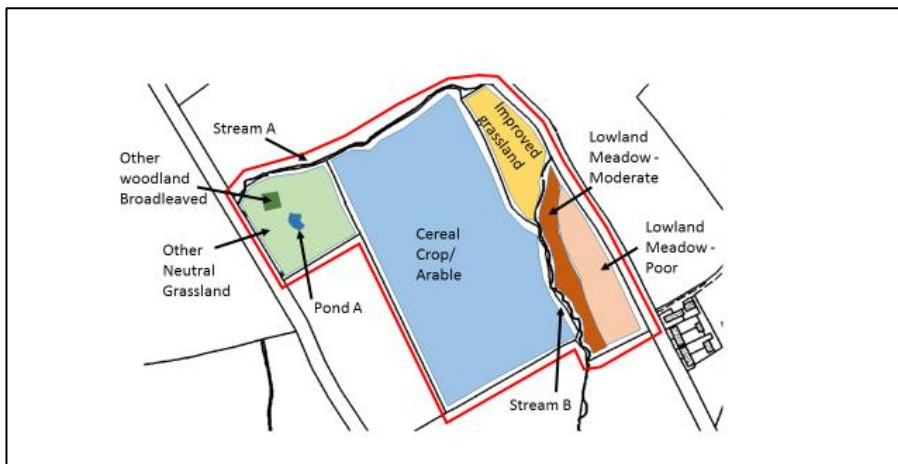 Stream A
Other
woodland
Broadleaved
Other
Neutral
Grassland
Pond A
Cereal
Crop/
Arable
Improved
grassland
Lowland
Meadow -
Moderate
Lowland
Meadow -
Poor
Stream B